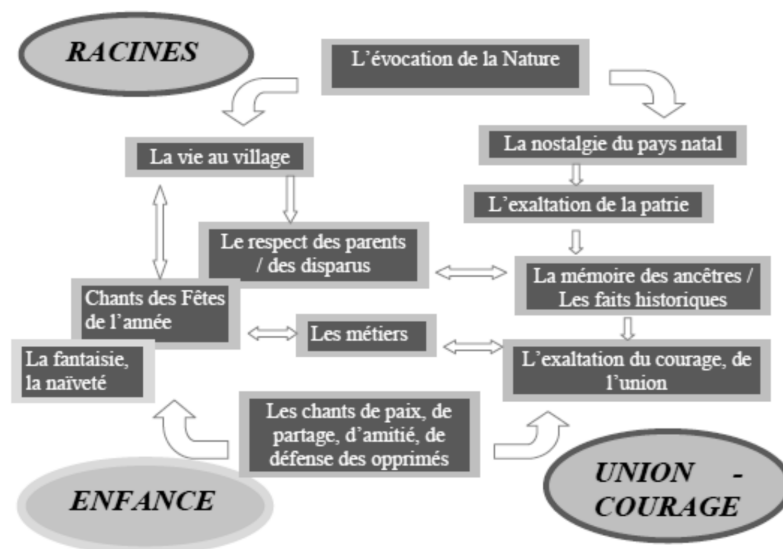 RACINES
L'évocation de la Nature
La vie au village
La nostalgie du pays natal
L'exaltation de la patrie
Le respect des parents
/ des disparus
La mémoire des ancêtres /
Les faits historiques
Chants des Fêtes
de l'année
Les métiers
La fantaisie,
la naïveté
L'exaltation du courage, de
l'union
Les chants de paix, de
partage, d'amitié, de
défense des opprimés
ENFANCE
UNION -
COURAGE